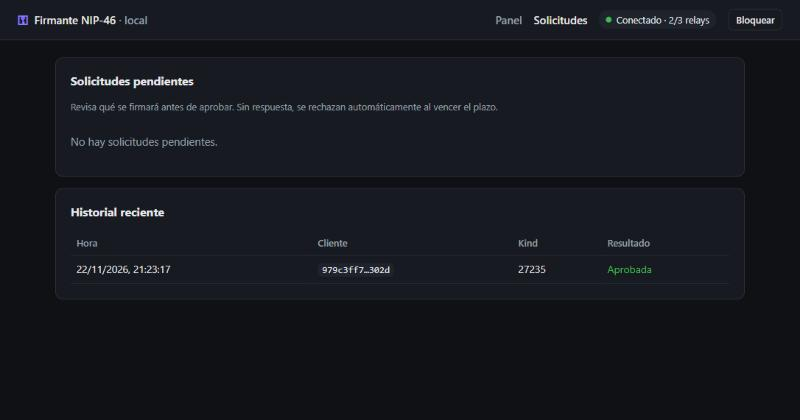 Firmante NIP-46 · local
Panel
Solicitudes
Conectado · 2/3 relays
Bloquear
Solicitudes pendientes
Revisa qué se firmará antes de aprobar. Sin respuesta, se rechazan automáticamente al vencer el plazo.
No hay solicitudes pendientes.
Historial reciente
Hora Cliente Kind Resultado
22/11/2026, 21:23:17 979c3ff7…302d 27235 Aprobada